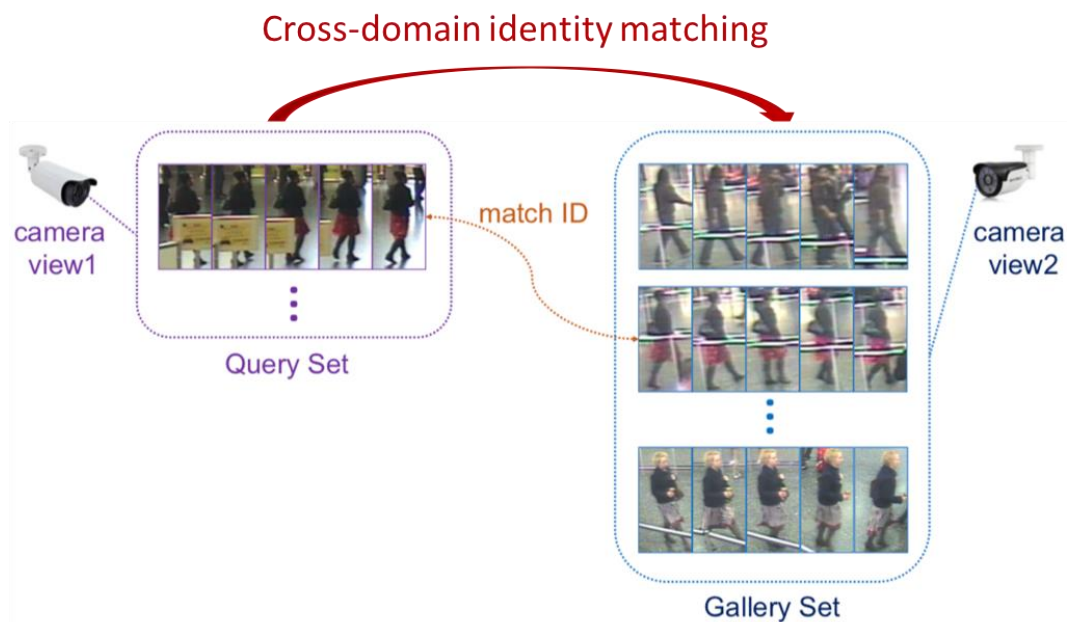 Cross-domain identity matching
camera
view1
match ID
camera
view2
Query Set
Gallery Set